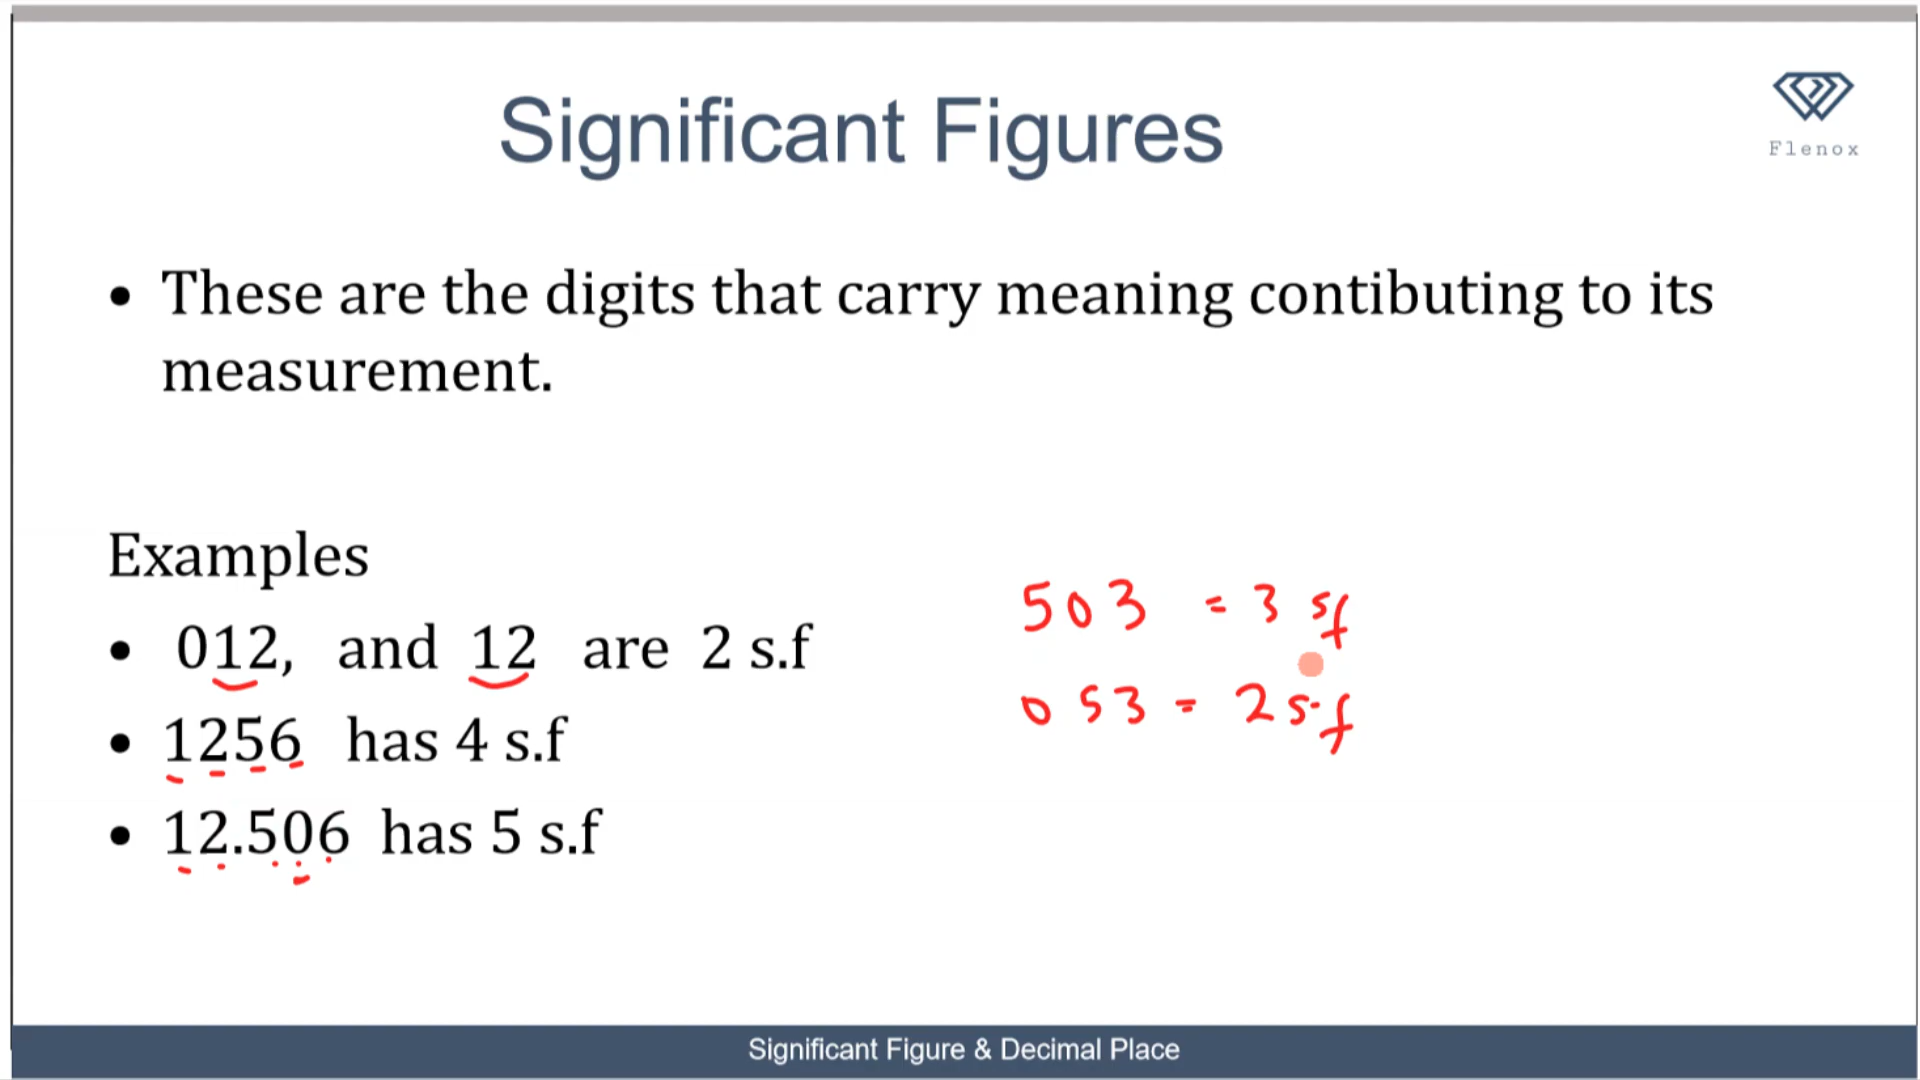 Significant Figures
Flenox
• These are the digits that carry meaning contibuting to its
measurement.
Examples
• 012, and 12 are 2 s.f
• 1256 has 4 s.f
• 12.506 has 5 s.f
503 = 3 sf
053 = 2 s.f
Significant Figure & Decimal Place